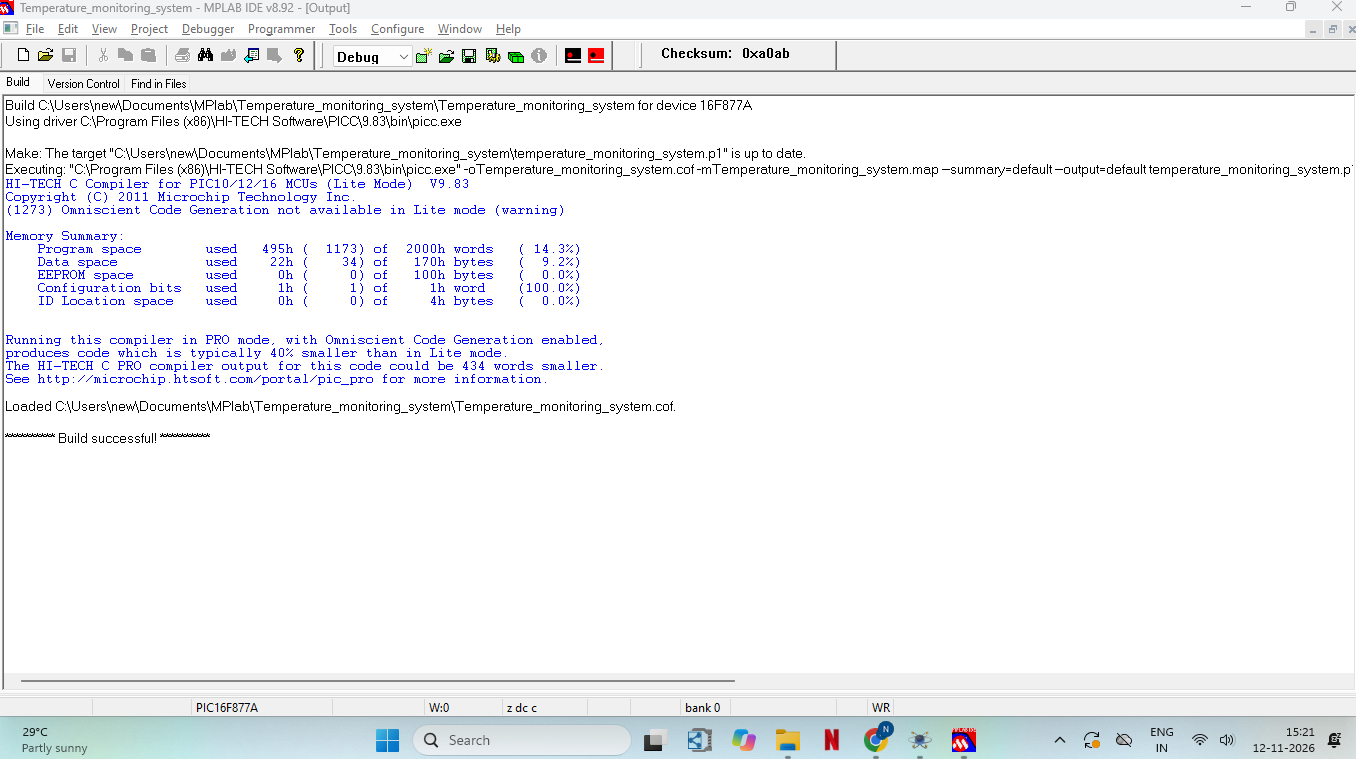 Temperature_monitoring_system - MPLAB IDE v8.92 - [Output]
File Edit View Project Debugger Programmer Tools Configure Window Help
Debug Checksum: 0xa0ab
Build Version Control Find in Files
Build C:\Users\new\Documents\MPlab\Temperature_monitoring_system\Temperature_monitoring_system for device 16F877A
Using driver C:\Program Files (x86)\HI-TECH Software\PICC\9.83\bin\picc.exe
Make: The target "C:\Users\new\Documents\MPlab\Temperature_monitoring_system\temperature_monitoring_system.p1" is up to date.
Executing: "C:\Program Files (x86)\HI-TECH Software\PICC\9.83\bin\picc.exe" -oTemperature_monitoring_system.cof -mTemperature_monitoring_system.map --summary=default --output=default temperature_monitoring_system.p
HI-TECH C Compiler for PIC10/12/16 MCUs (Lite Mode) V9.83
Copyright (C) 2011 Microchip Technology Inc.
(1273) Omniscient Code Generation not available in Lite mode (warning)
Memory Summary:
Program space used 495h ( 1173) of 2000h words ( 14.3%)
Data space used 22h ( 34) of 170h bytes ( 9.2%)
EEPROM space used 0h ( 0) of 100h bytes ( 0.0%)
Configuration bits used 1h ( 1) of 1h word (100.0%)
ID Location space used 0h ( 0) of 4h bytes ( 0.0%)
Running this compiler in PRO mode, with Omniscient Code Generation enabled,
produces code which is typically 40% smaller than in Lite mode.
The HI-TECH C PRO compiler output for this code could be 434 words smaller.
See http://microchip.htsoft.com/portal/pic_pro for more information.
Loaded C:\Users\new\Documents\MPlab\Temperature_monitoring_system\Temperature_monitoring_system.cof.
********** Build successful! **********
PIC16F877A W:0 z dc c bank 0 WR
29°C
Partly sunny
Search
N
N
ENG
IN
15:21
12-11-2026